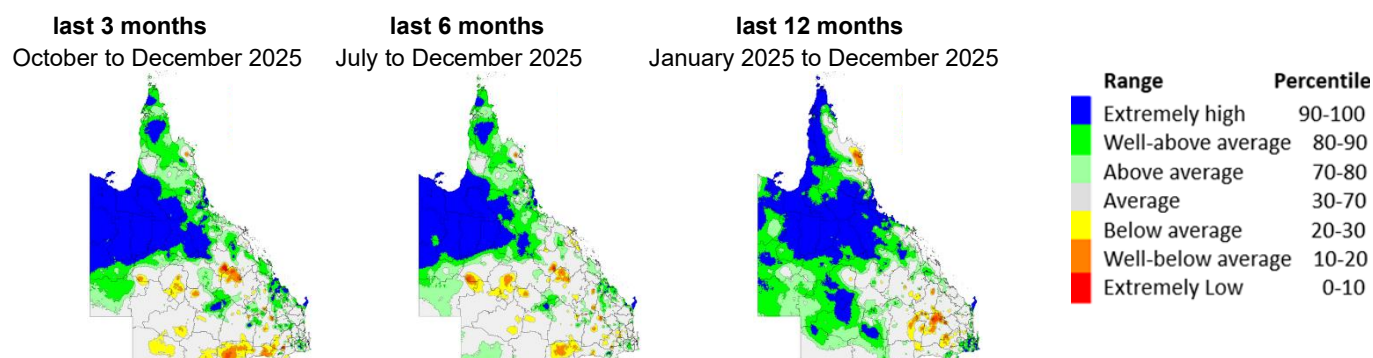 last 3 months
October to December 2025
last 6 months
July to December 2025
last 12 months
January 2025 to December 2025
Range Percentile
Extremely high 90-100
Well-above average 80-90
Above average 70-80
Average 30-70
Below average 20-30
Well-below average 10-20
Extremely Low 0-10